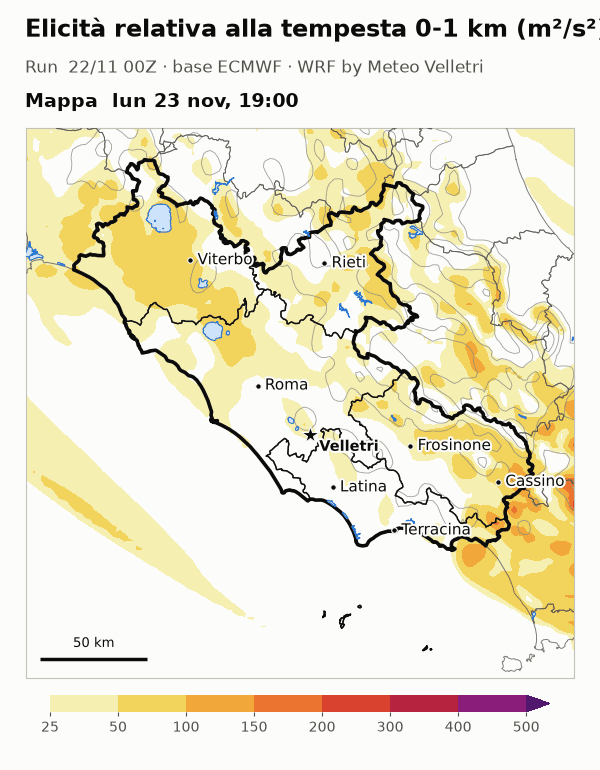 Elicità relativa alla tempesta 0-1 km (m²/s²)
Run  22/11 00Z · base ECMWF · WRF by Meteo Velletri
Mappa  lun 23 nov, 19:00
Viterbo
Rieti
Roma
Velletri
Frosinone
Cassino
Latina
Terracina
50 km
25 50 100 150 200 300 400 500